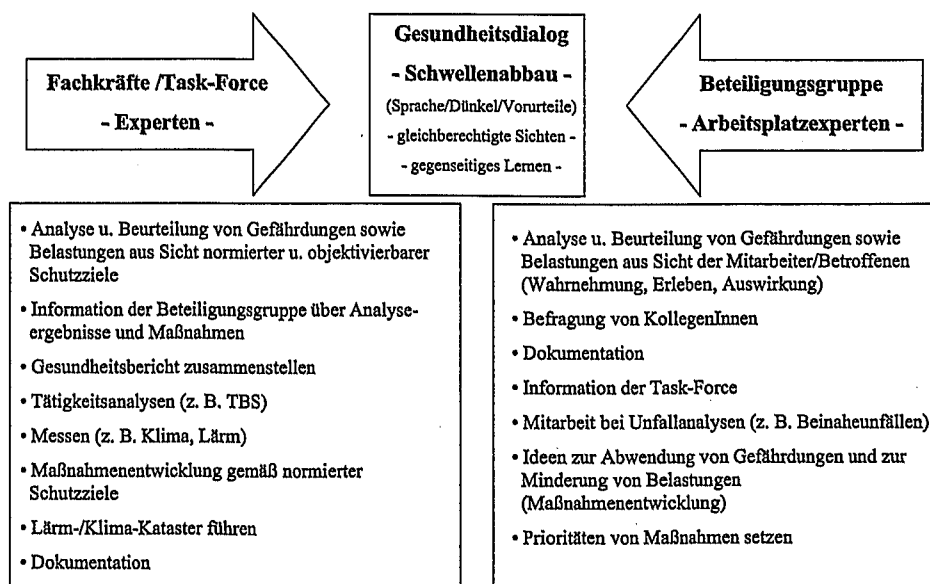 Fachkräfte /Task-Force
- Experten -
Gesundheitsdialog
- Schwellenabbau -
(Sprache/Dünkel/Vorurteile)
- gleichberechtigte Sichten -
- gegenseitiges Lernen -
Beteiligungsgruppe
- Arbeitsplatzexperten -
• Analyse u. Beurteilung von Gefährdungen sowie
Belastungen aus Sicht normierter u. objektivierbarer
Schutzziele
• Information der Beteiligungsgruppe über Analyse-
ergebnisse und Maßnahmen
• Gesundheitsbericht zusammenstellen
• Tätigkeitsanalysen (z. B. TBS)
• Messen (z. B. Klima, Lärm)
• Maßnahmenentwicklung gemäß normierter
Schutzziele
• Lärm-/Klima-Kataster führen
• Dokumentation
• Analyse u. Beurteilung von Gefährdungen sowie
Belastungen aus Sicht der Mitarbeiter/Betroffenen
(Wahrnehmung, Erleben, Auswirkung)
• Befragung von KollegenInnen
• Dokumentation
• Information der Task-Force
• Mitarbeit bei Unfallanalysen (z. B. Beinaheunfällen)
• Ideen zur Abwendung von Gefährdungen und zur
Minderung von Belastungen
(Maßnahmenentwicklung)
• Prioritäten von Maßnahmen setzen